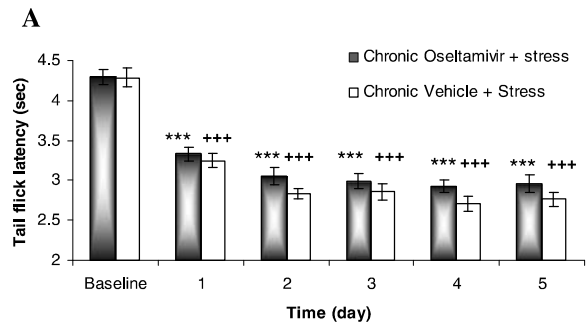 A
Tail flick latency (sec)
4.5
4
3.5
3
2.5
2
Chronic Oseltamivir + stress
Chronic Vehicle + Stress
*** +++
*** +++
*** +++
*** +++
*** +++
Baseline 1 2 3 4 5
Time (day)